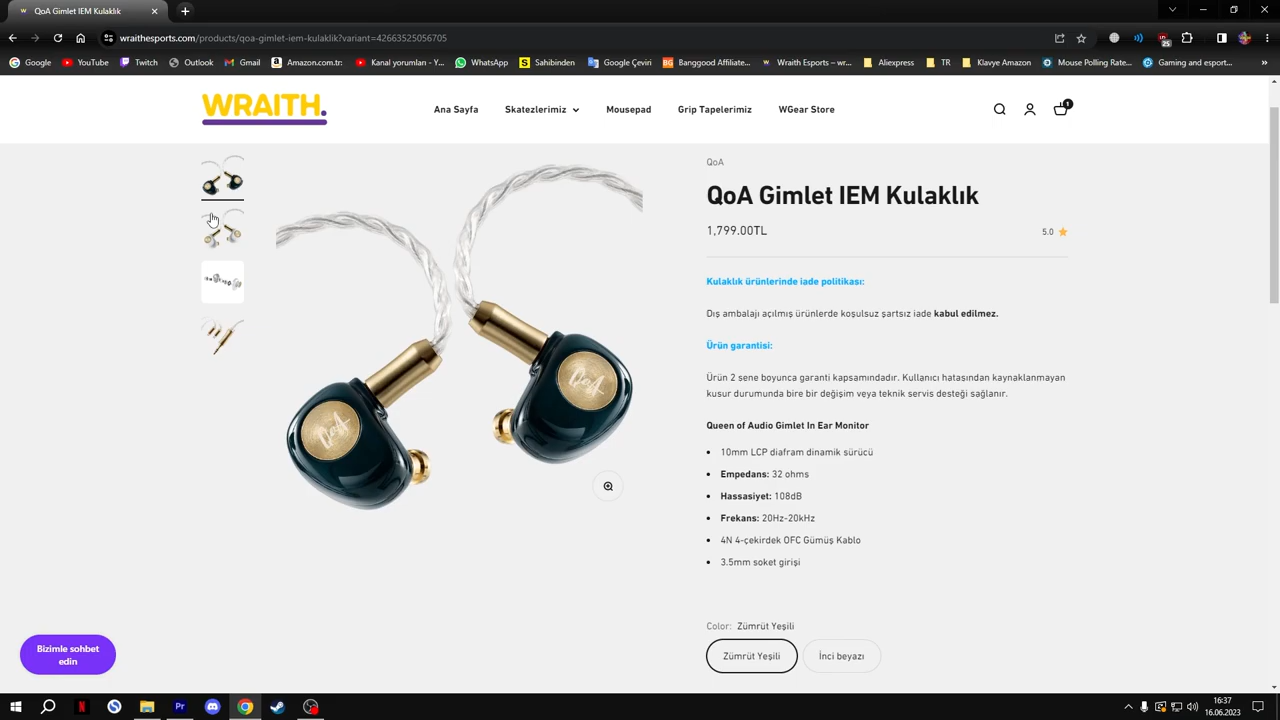 QoA Gimlet IEM Kulaklık
wraithesports.com/products/qoa-gimlet-iem-kulaklik?variant=42663525056705
Google
YouTube
Twitch
Outlook
Gmail
Amazon.com.tr:
Kanal yorumları - Y...
WhatsApp
Sahibinden
Google Çeviri
Banggood Affiliate...
Wraith Esports – w...
Aliexpress
TR
Klavye Amazon
Mouse Polling Rate...
Gaming and esport...
25
WRAITH.
Ana Sayfa
Skatezlerimiz
Mousepad
Grip Tapelerimiz
WGear Store
1
QoA
QoA
QoA
QoA Gimlet IEM Kulaklık
1,799.00TL
5.0
Kulaklık ürünlerinde iade politikası:
Dış ambalajı açılmış ürünlerde koşulsuz şartsız iade kabul edilmez.
Ürün garantisi:
Ürün 2 sene boyunca garanti kapsamındadır. Kullanıcı hatasından kaynaklanmayan
kusur durumunda bire bir değişim veya teknik servis desteği sağlanır.
Queen of Audio Gimlet In Ear Monitor
10mm LCP diafram dinamik sürücü
Empedans: 32 ohms
Hassasiyet: 108dB
Frekans: 20Hz-20kHz
4N 4-çekirdek OFC Gümüş Kablo
3.5mm soket girişi
Color: Zümrüt Yeşili
Zümrüt Yeşili
İnci beyazı
Bizimle sohbet
edin
16:37
16.06.2023